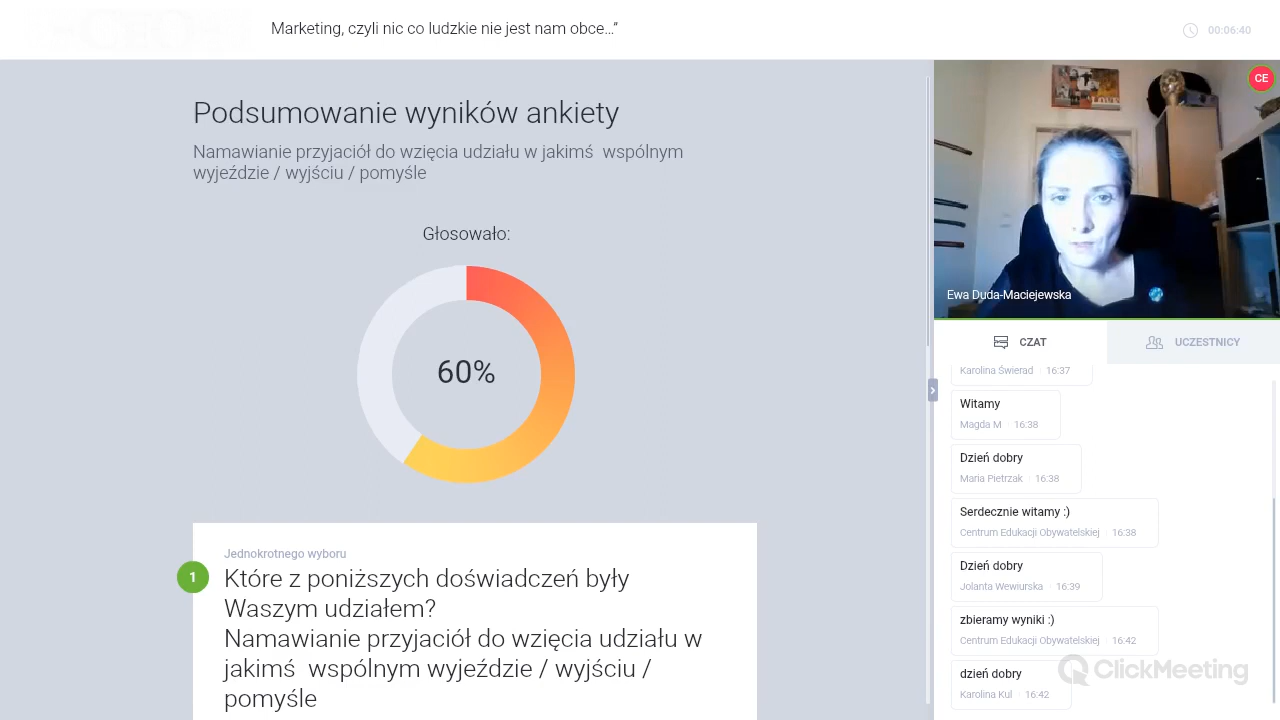 Marketing, czyli nic co ludzkie nie jest nam obce..."
00:06:40
Podsumowanie wyników ankiety
Namawianie przyjaciół do wzięcia udziału w jakimś  wspólnym
wyjeździe / wyjściu / pomyśle
Głosowało:
60%
Jednokrotnego wyboru
1
Które z poniższych doświadczeń były
Waszym udziałem?
Namawianie przyjaciół do wzięcia udziału w
jakimś  wspólnym wyjeździe / wyjściu /
pomyśle
CE
LOVE
Ewa Duda-Maciejewska
CZAT
UCZESTNICY
Karolina Świerad 16:37
Witamy
Magda M 16:38
Dzień dobry
Maria Pietrzak 16:38
Serdecznie witamy :)
Centrum Edukacji Obywatelskiej 16:38
Dzień dobry
Jolanta Wewiurska 16:39
zbieramy wyniki :)
Centrum Edukacji Obywatelskiej 16:42
dzień dobry
Karolina Kul 16:42
ClickMeeting